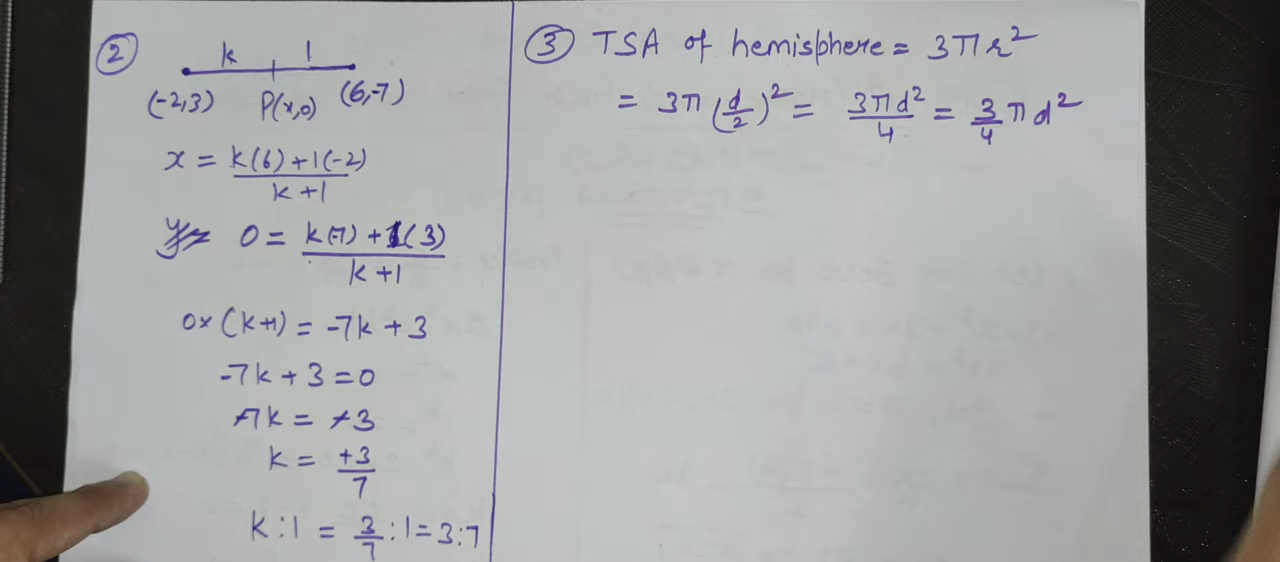 ② k 1
(-2,3) P(x,0) (6,-7)
x = k(6)+1(-2) / k+1
0 = k(-7)+1(3) / k+1
0×(k+1) = -7k+3
-7k+3=0
-7k = -3
k = +3/7
k:1 = 3/7 :1=3:7
③ TSA of hemisphere = 3πr²
= 3π(d/2)² = 3πd²/4 = 3/4 πd²